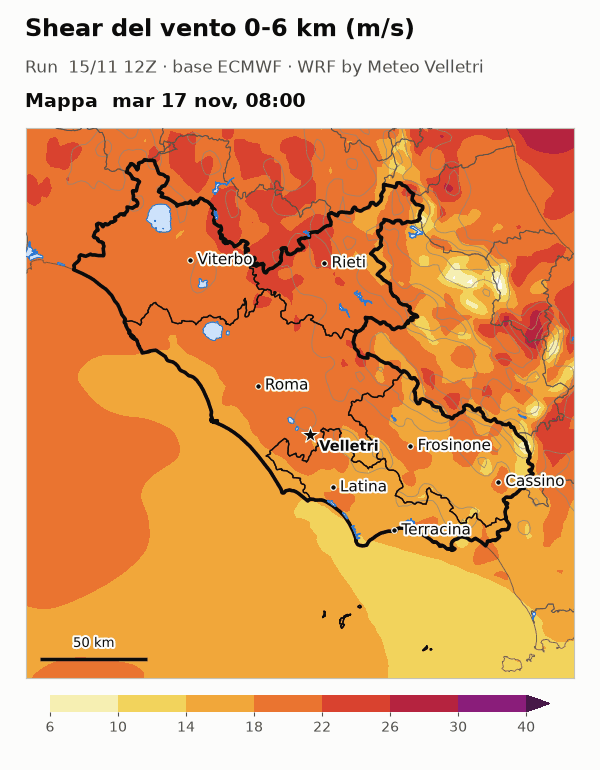 Shear del vento 0-6 km (m/s)
Run  15/11 12Z · base ECMWF · WRF by Meteo Velletri
Mappa  mar 17 nov, 08:00
Viterbo
Rieti
Roma
Velletri
Frosinone
Cassino
Latina
Terracina
50 km
6 10 14 18 22 26 30 40